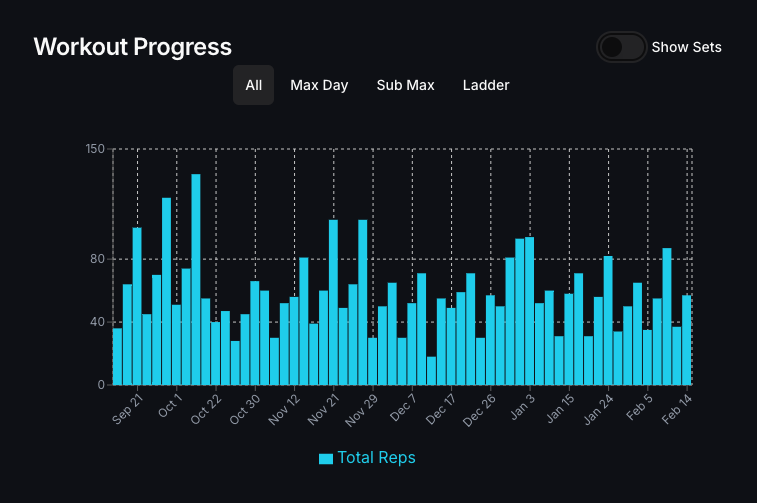 Workout Progress
Show Sets
All Max Day Sub Max Ladder
150
80
40
0
Sep 21 Oct 1 Oct 22 Oct 30 Nov 12 Nov 21 Nov 29 Dec 7 Dec 17 Dec 26 Jan 3 Jan 15 Jan 24 Feb 5 Feb 14
Total Reps